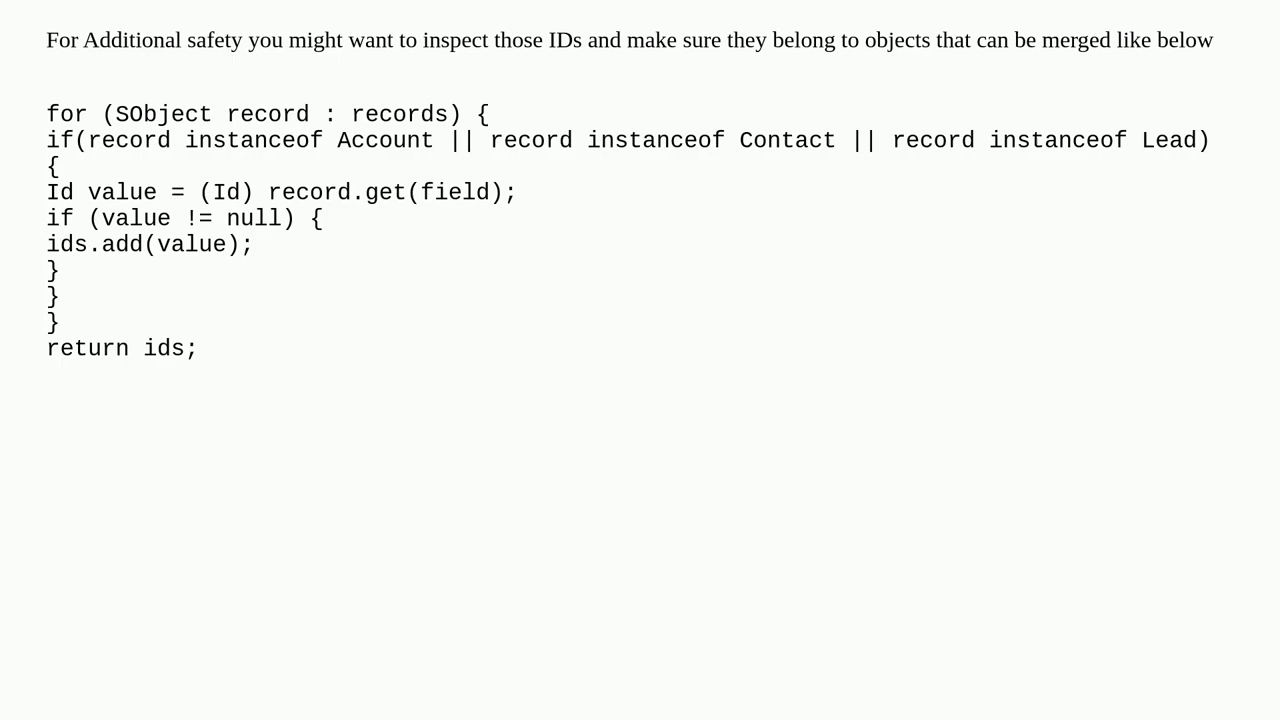 For Additional safety you might want to inspect those IDs and make sure they belong to objects that can be merged like below
for (SObject record : records) {
if(record instanceof Account || record instanceof Contact || record instanceof Lead)
{
Id value = (Id) record.get(field);
if (value != null) {
ids.add(value);
}
}
}
return ids;